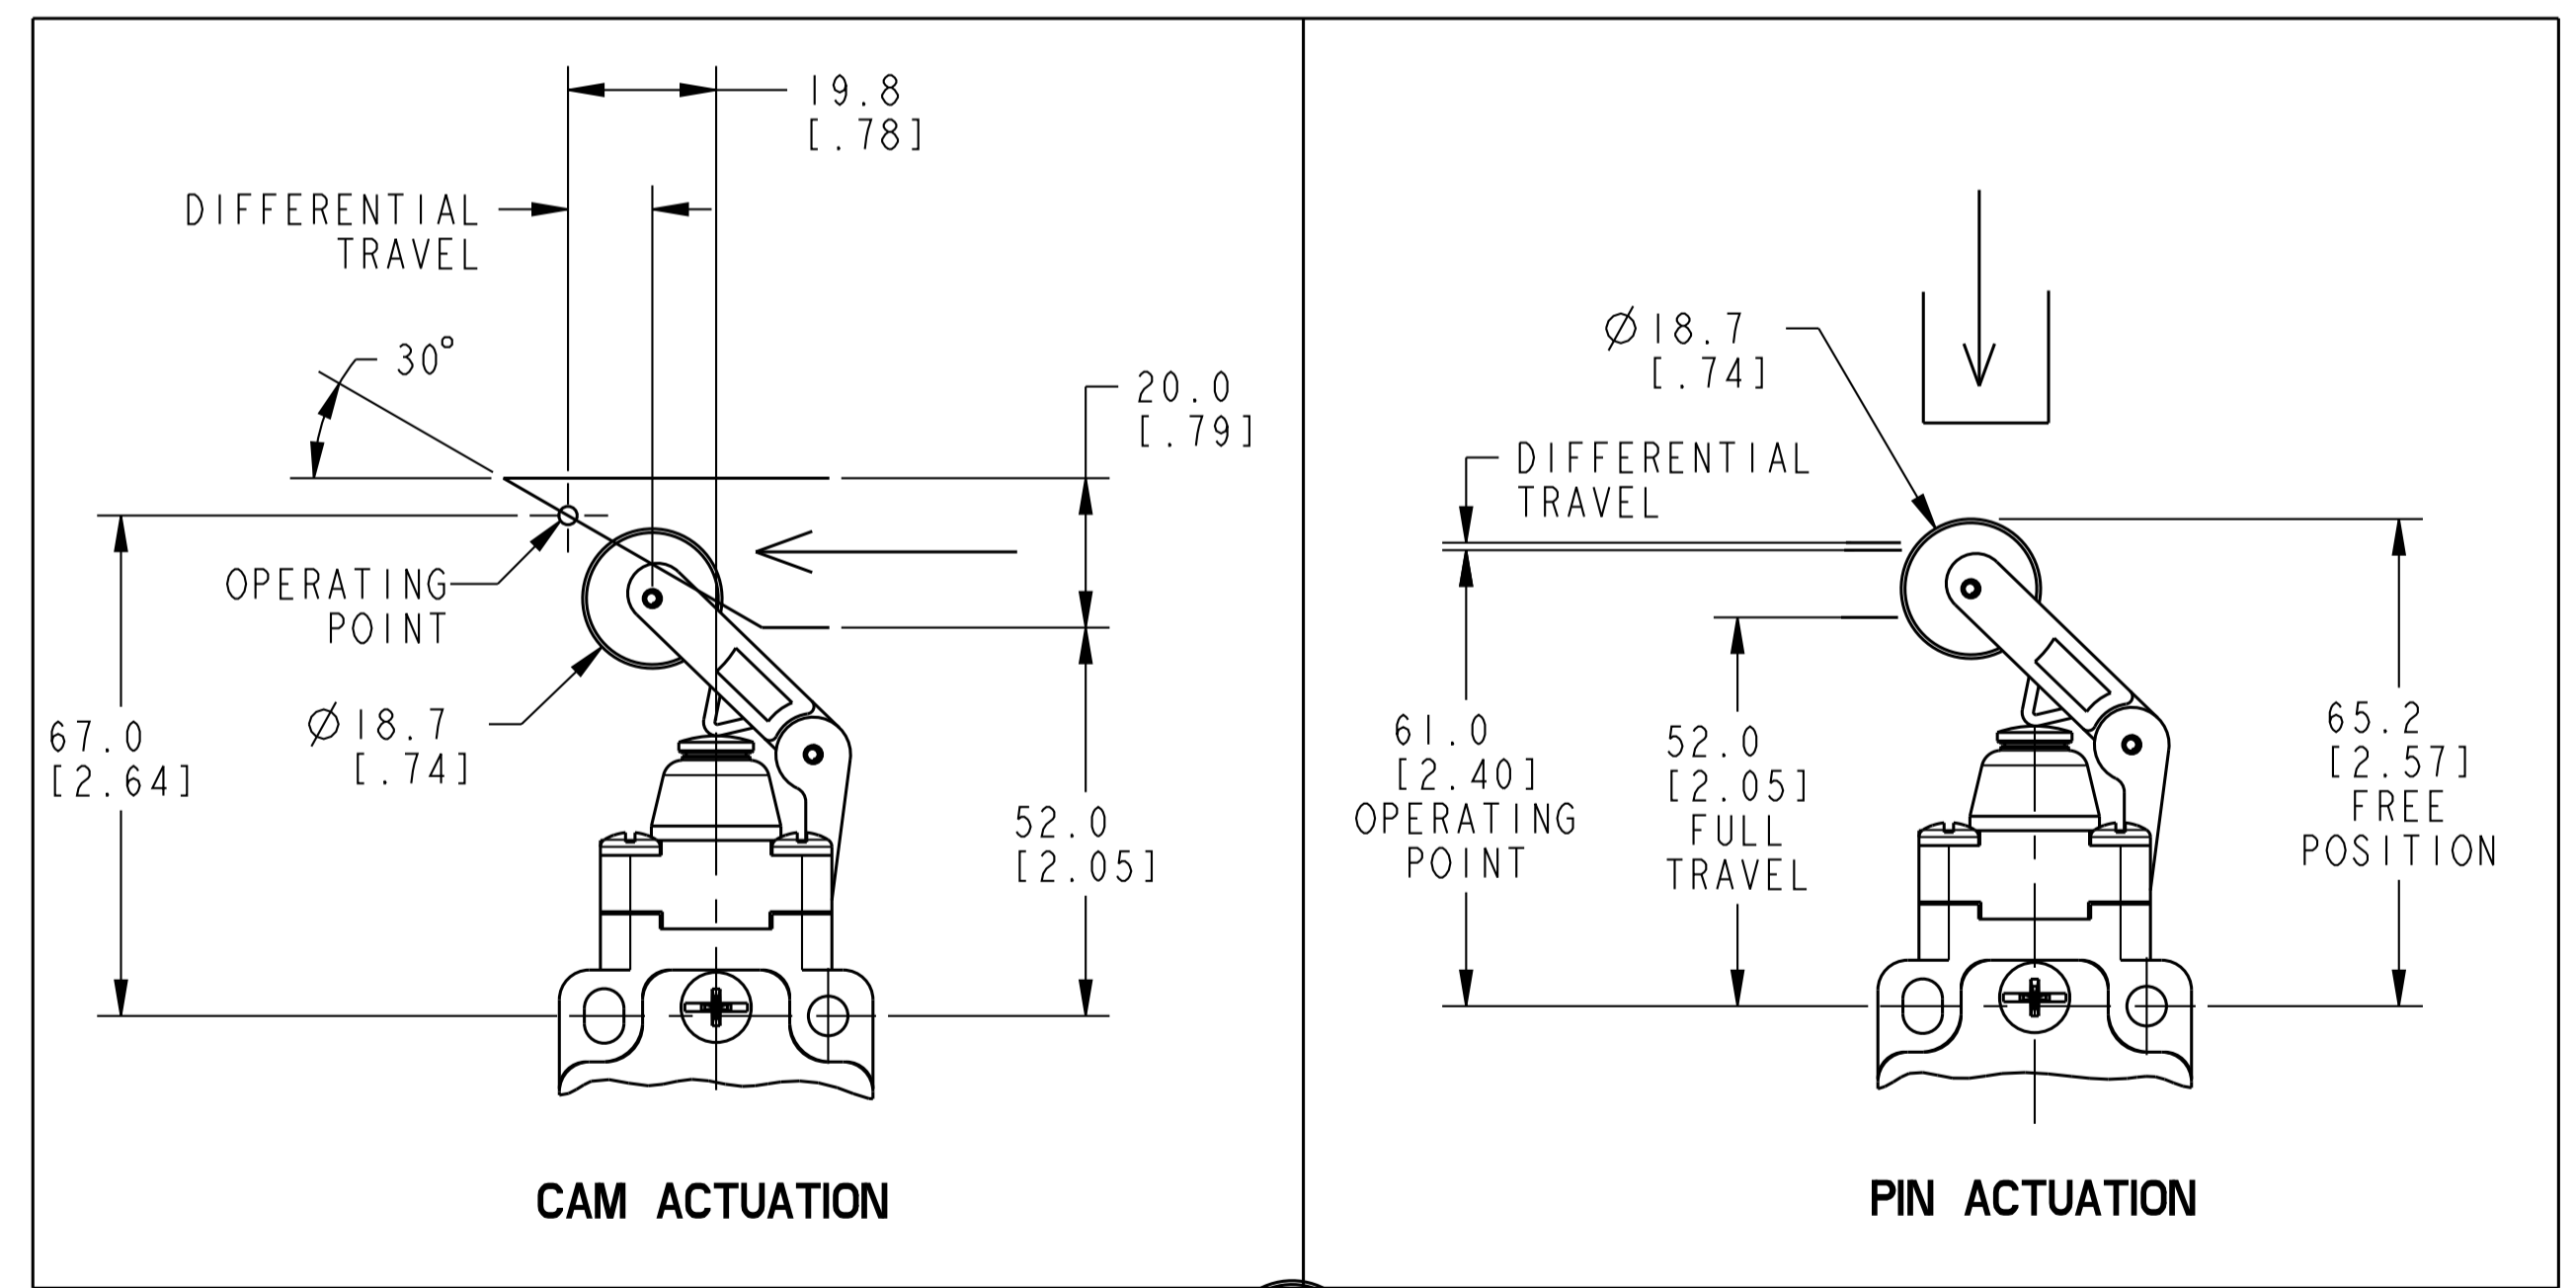 19.8
[.78]
DIFFERENTIAL
TRAVEL
30°
20.0
[.79]
OPERATING
POINT
Ø18.7
[.74]
67.0
[2.64]
52.0
[2.05]
CAM ACTUATION
Ø18.7
[.74]
DIFFERENTIAL
TRAVEL
61.0
[2.40]
OPERATING
POINT
52.0
[2.05]
FULL
TRAVEL
65.2
[2.57]
FREE
POSITION
PIN ACTUATION